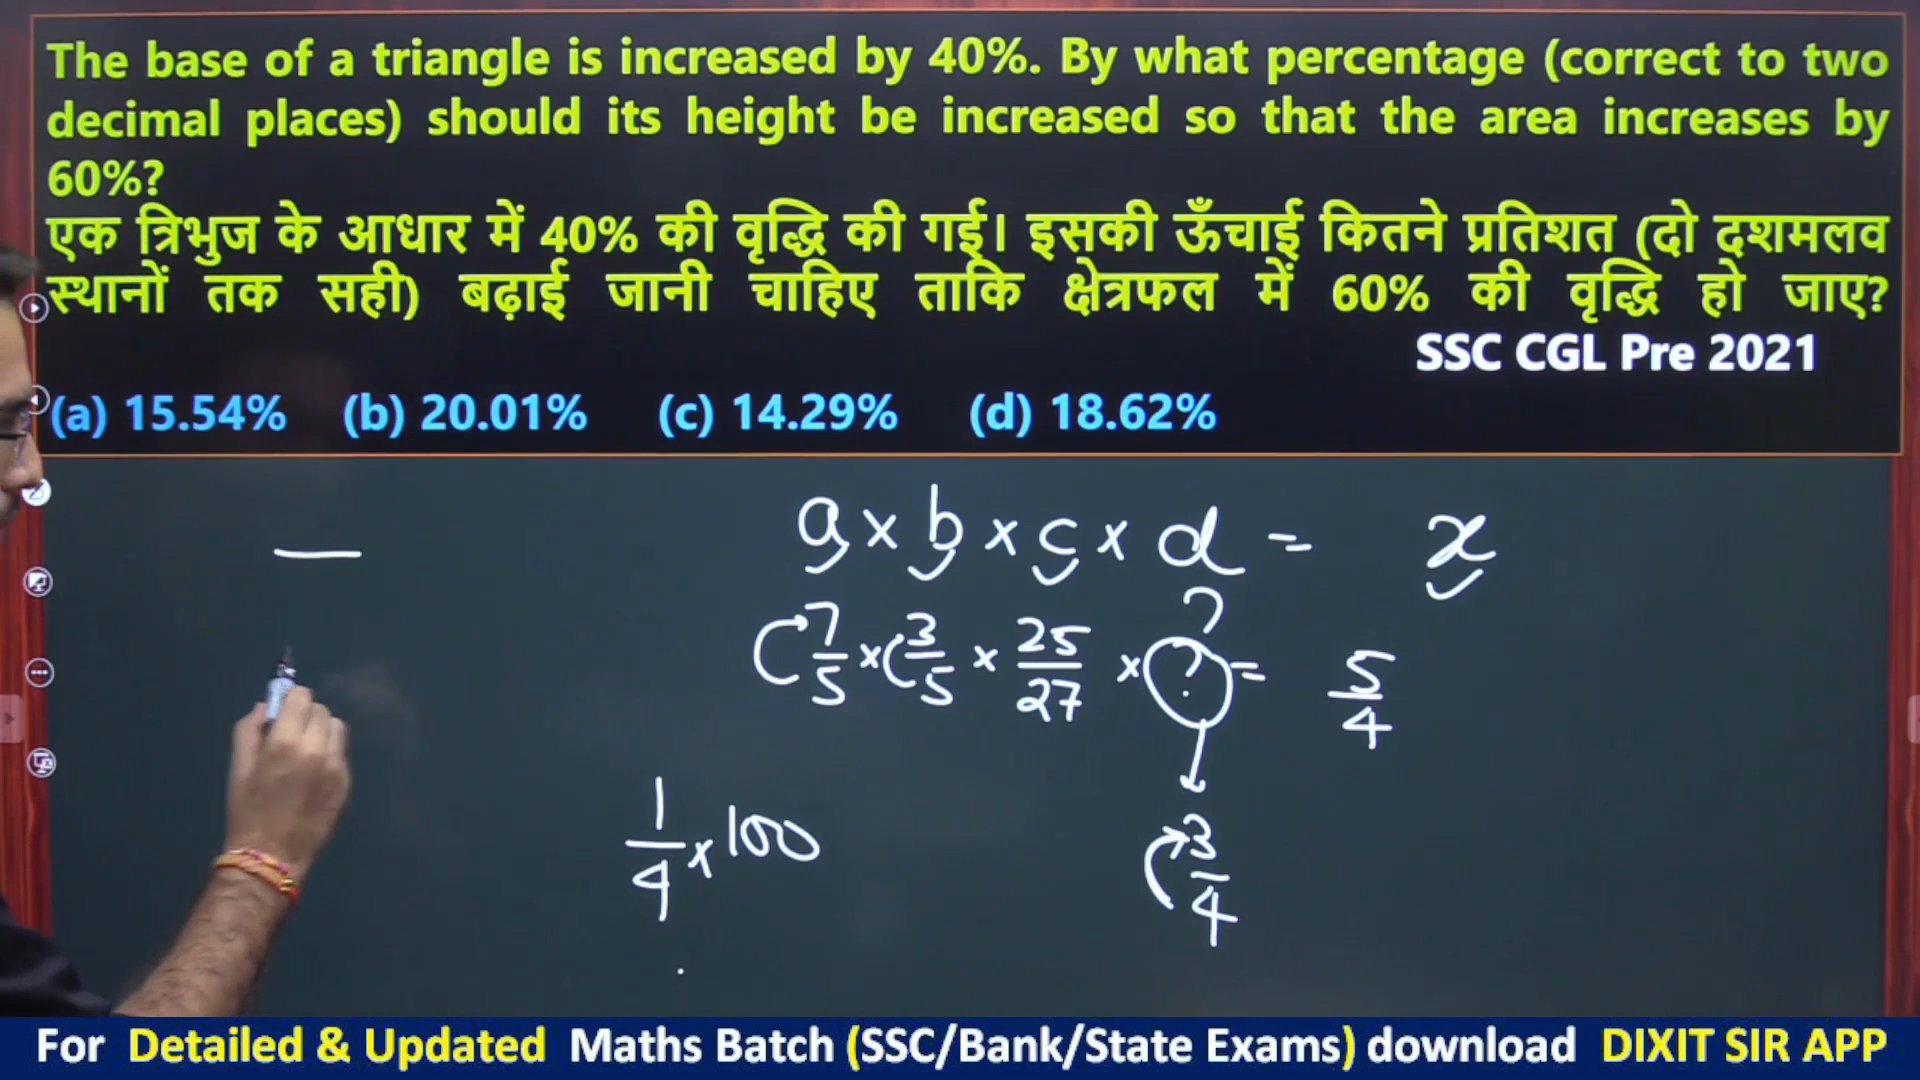 The base of a triangle is increased by 40%. By what percentage (correct to two
decimal places) should its height be increased so that the area increases by
60%?
एक त्रिभुज के आधार में 40% की वृद्धि की गई। इसकी ऊँचाई कितने प्रतिशत (दो दशमलव
स्थानों तक सही) बढ़ाई जानी चाहिए ताकि क्षेत्रफल में 60% की वृद्धि हो जाए?
SSC CGL Pre 2021
(a) 15.54% (b) 20.01% (c) 14.29% (d) 18.62%
a × b × c × d = x
?
7/5 × 3/5 × 25/27 × ? = 5/4
1/4 × 100
3/4
For Detailed & Updated Maths Batch (SSC/Bank/State Exams) download DIXIT SIR APP